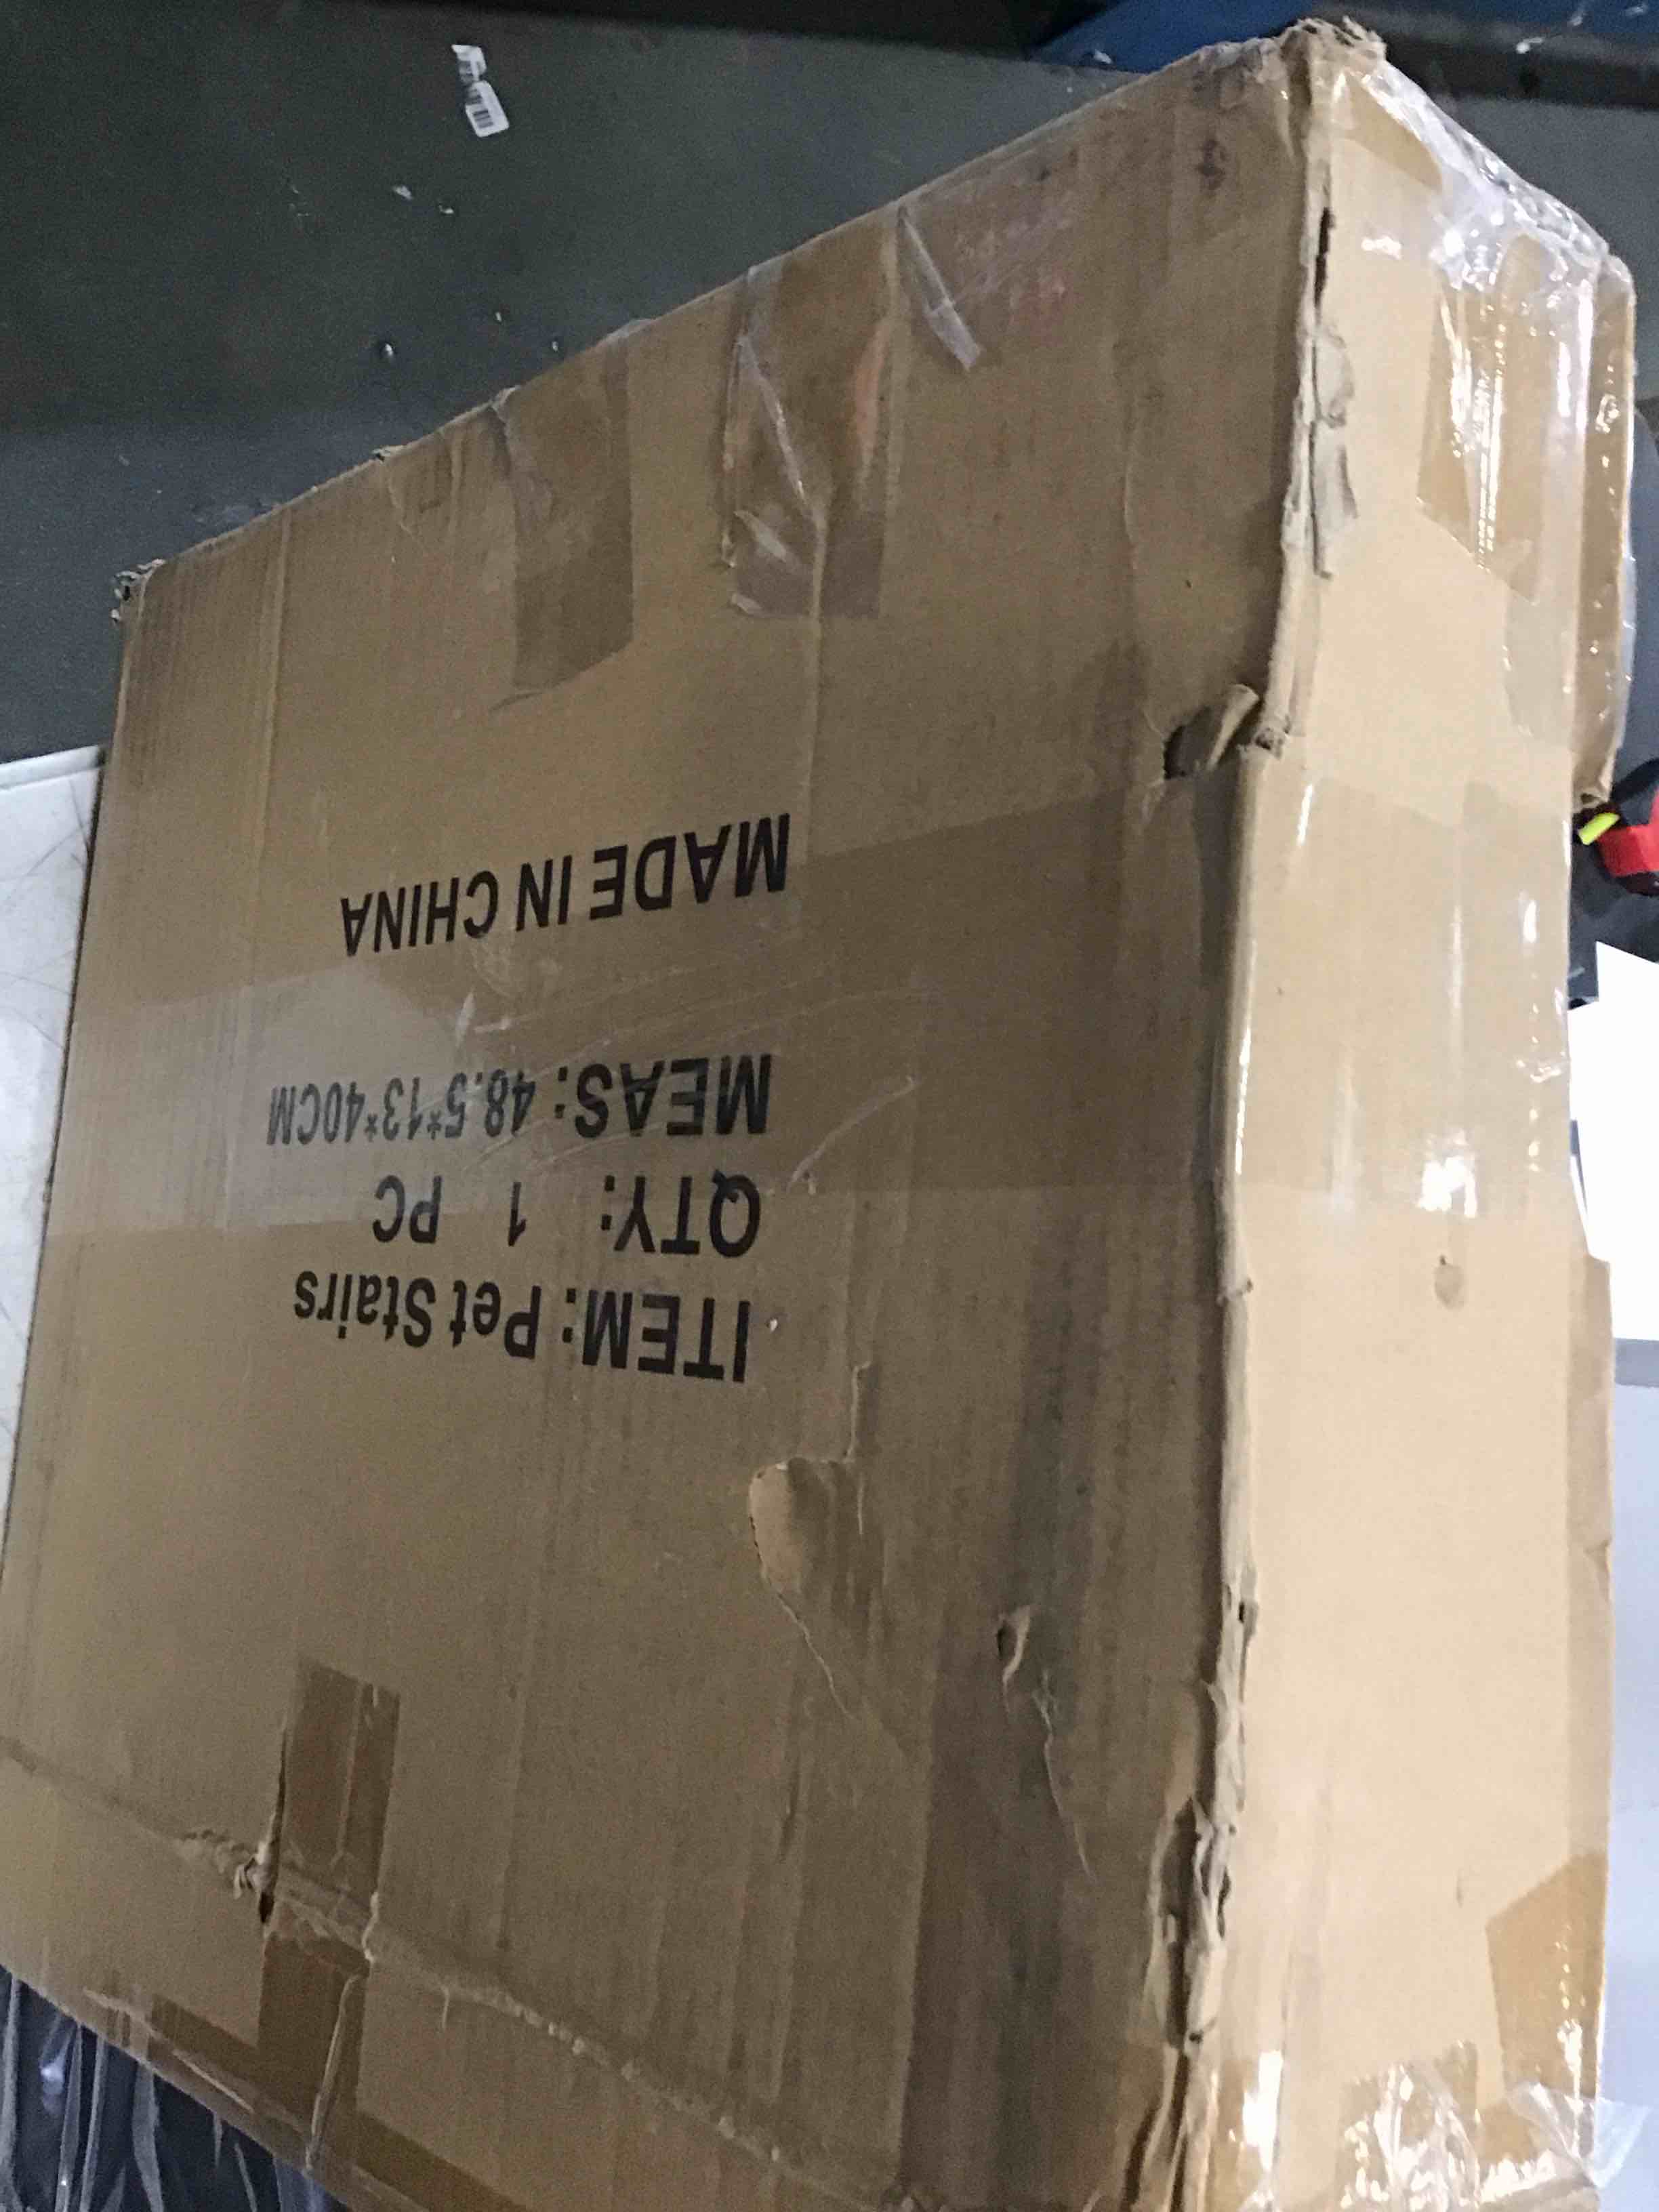 ITEM: Pet Stairs
QTY: 1 PC
MEAS: 48.5*13*40CM
MADE IN CHINA